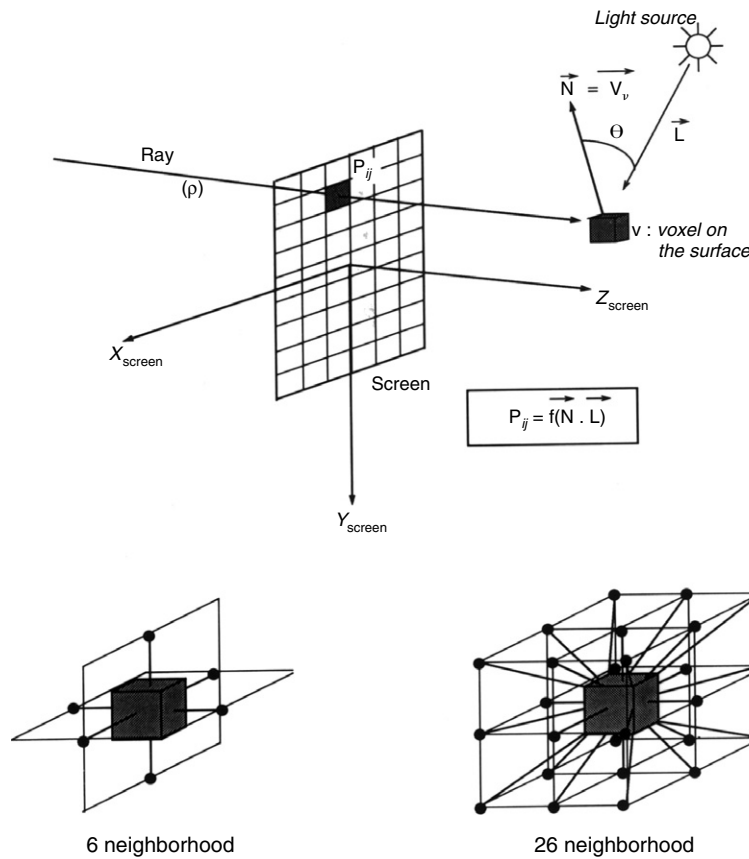 Light source
N = V_ν
Θ
L
Ray
(ρ)
P_ij
v : voxel on
the surface
Z_screen
X_screen
Screen
P_ij = f(N . L)
Y_screen
6 neighborhood
26 neighborhood